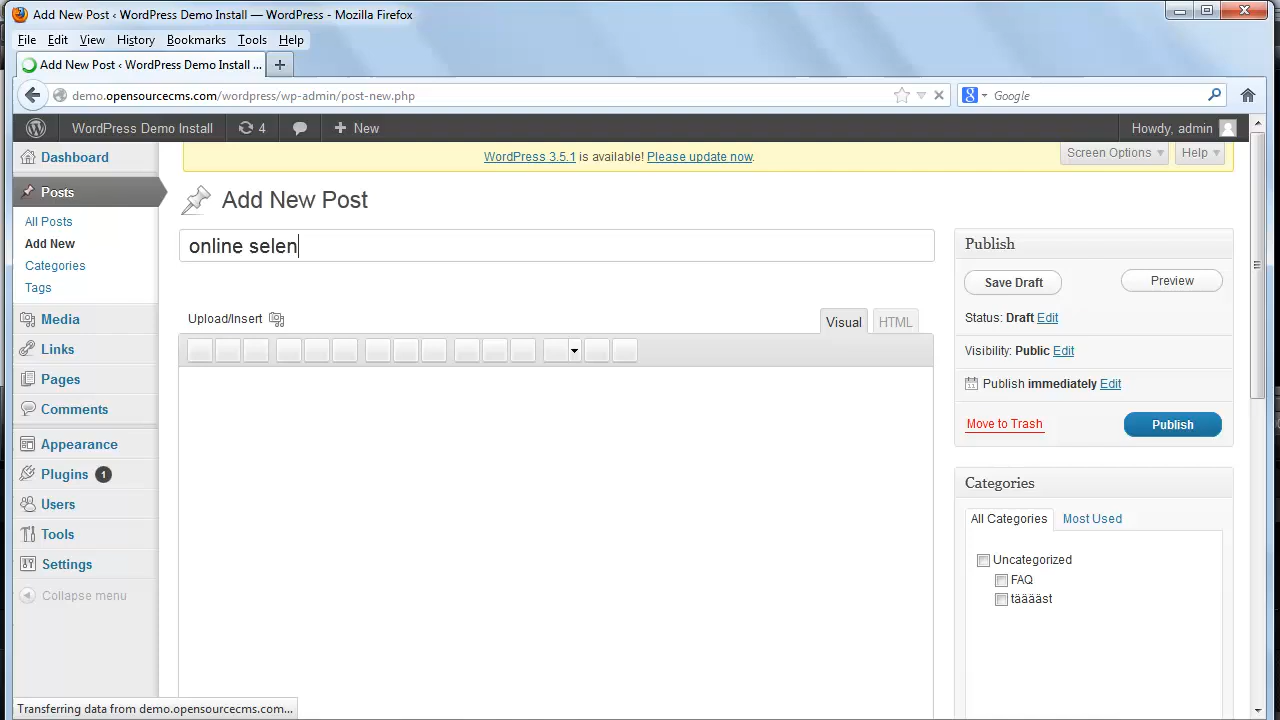 Add New Post ‹ WordPress Demo Install — WordPress - Mozilla Firefox
File Edit View History Bookmarks Tools Help
Add New Post ‹ WordPress Demo Install ...
demo.opensourcecms.com/wordpress/wp-admin/post-new.php
Google
WordPress Demo Install 4 New Howdy, admin
WordPress 3.5.1 is available! Please update now.
Screen Options Help
Dashboard
Posts
All Posts
Add New
Categories
Tags
Media
Links
Pages
Comments
Appearance
Plugins 1
Users
Tools
Settings
Collapse menu
Add New Post
online selen
Upload/Insert
Visual HTML
Publish
Save Draft Preview
Status: Draft Edit
Visibility: Public Edit
Publish immediately Edit
Move to Trash Publish
Categories
All Categories Most Used
Uncategorized
FAQ
tääääst
Transferring data from demo.opensourcecms.com...